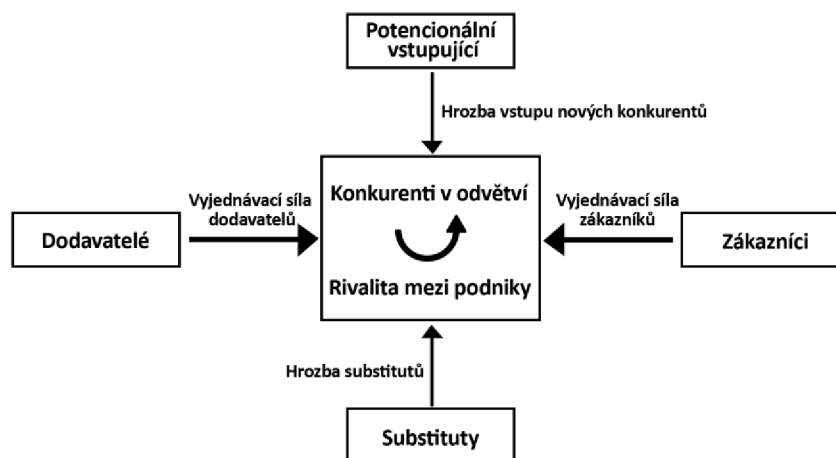 Potencionální
vstupující
Hrozba vstupu nových konkurentů
Konkurenti v odvětví
Vyjednávací síla
dodavatelů
Vyjednávací síla
zákazníků
Dodavatelé
Zákazníci
Rivalita mezi podniky
Hrozba substitutů
Substituty